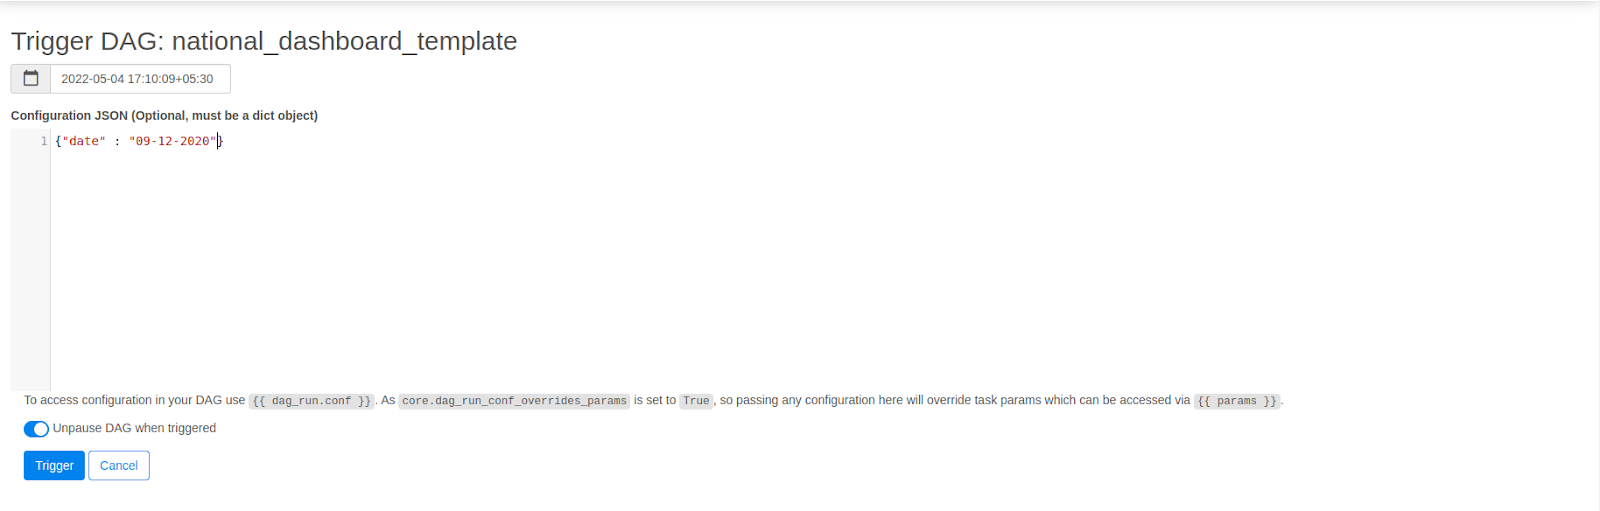 Trigger DAG: national_dashboard_template
2022-05-04 17:10:09+05:30
Configuration JSON (Optional, must be a dict object)
1 {"date" : "09-12-2020"}
To access configuration in your DAG use {{ dag_run.conf }}. As core.dag_run_conf_overrides_params is set to True, so passing any configuration here will override task params which can be accessed via {{ params }}.
Unpause DAG when triggered
Trigger Cancel